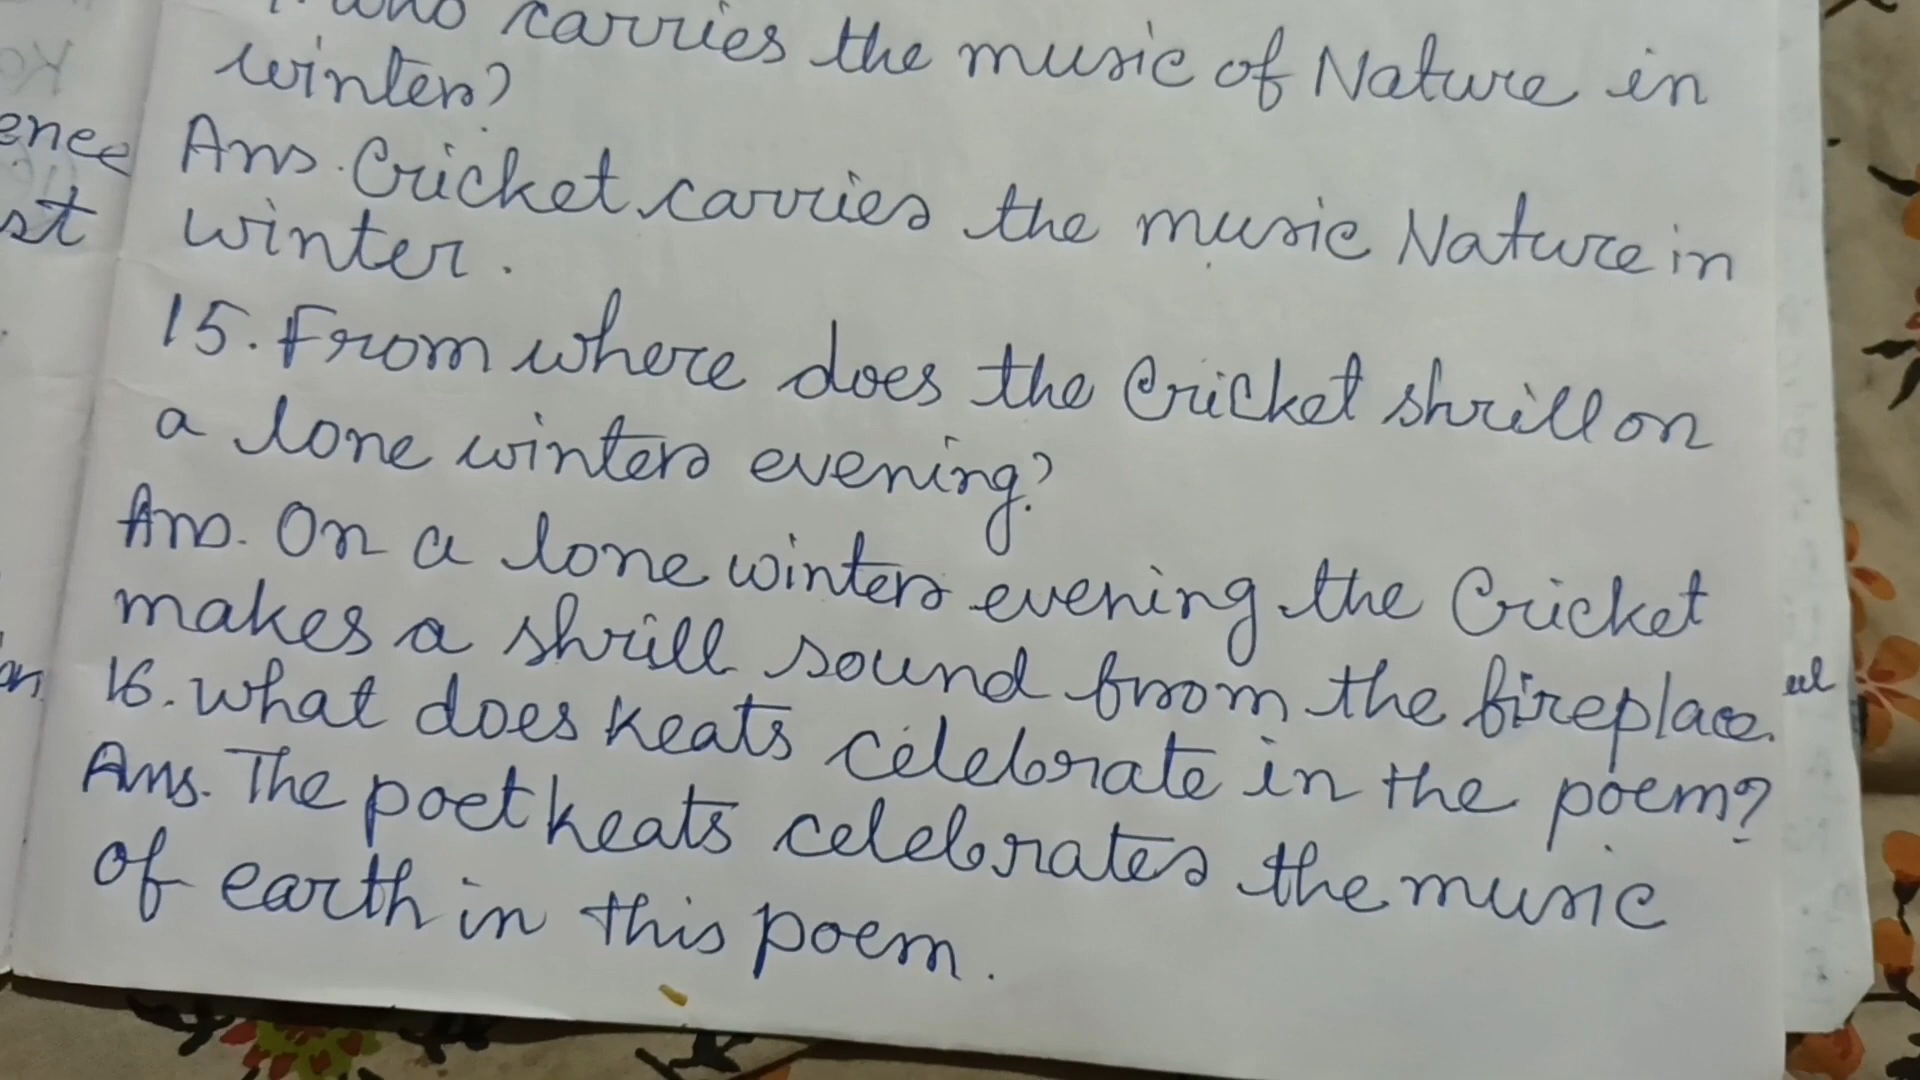 who carries the music of Nature in
winter?
Ans. Cricket carries the music Nature in
winter.
15. From where does the Cricket shrill on
a lone winters evening?
Ans. On a lone winters evening the Cricket
makes a shrill sound from the fireplace.
16. What does Keats celebrate in the poem?
Ans. The poet Keats celebrates the music
of earth in this poem.